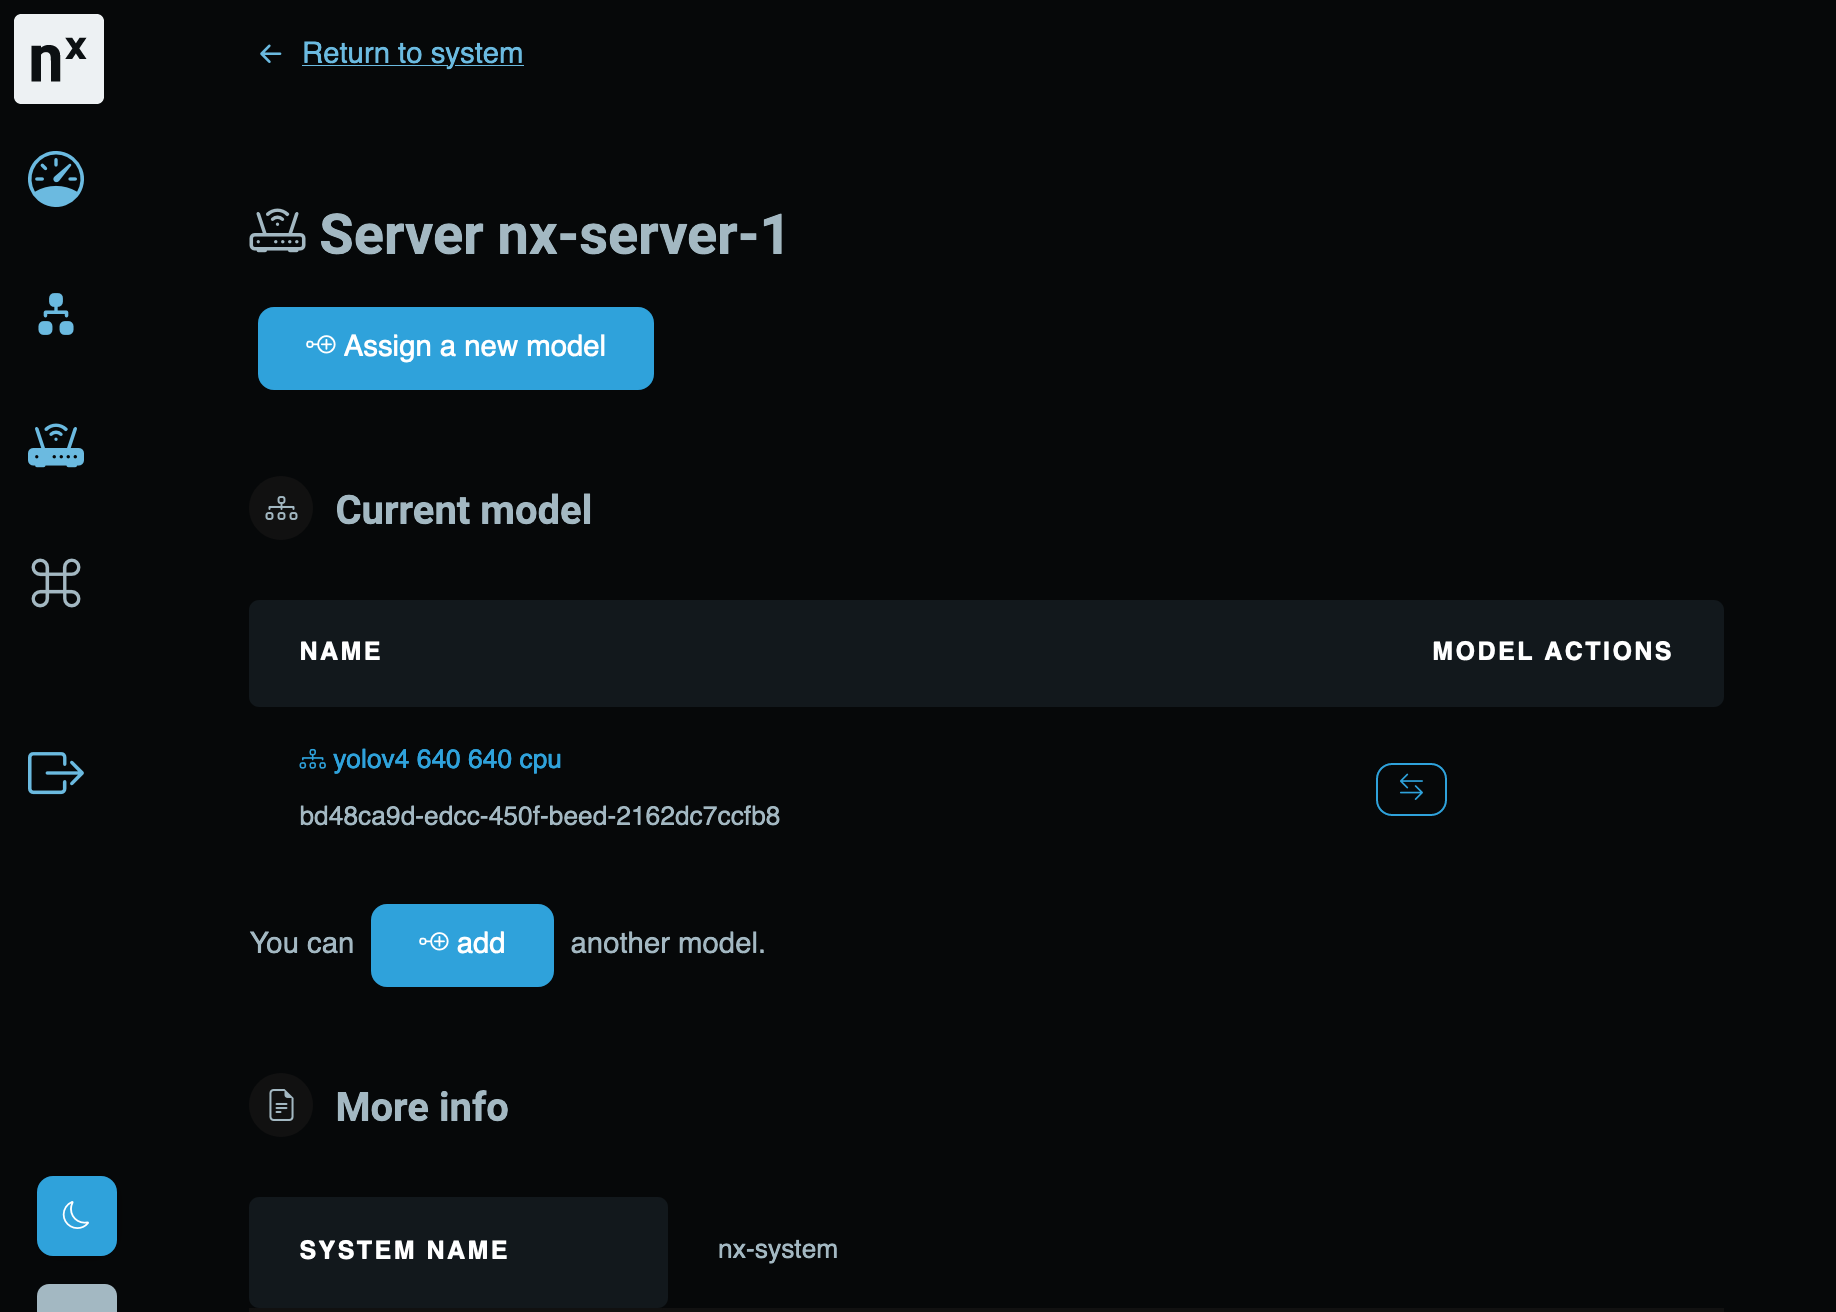 nx
Return to system
Server nx-server-1
Assign a new model
Current model
NAME MODEL ACTIONS
yolov4 640 640 cpu
bd48ca9d-edcc-450f-beed-2162dc7ccfb8
You can add another model.
More info
SYSTEM NAME nx-system